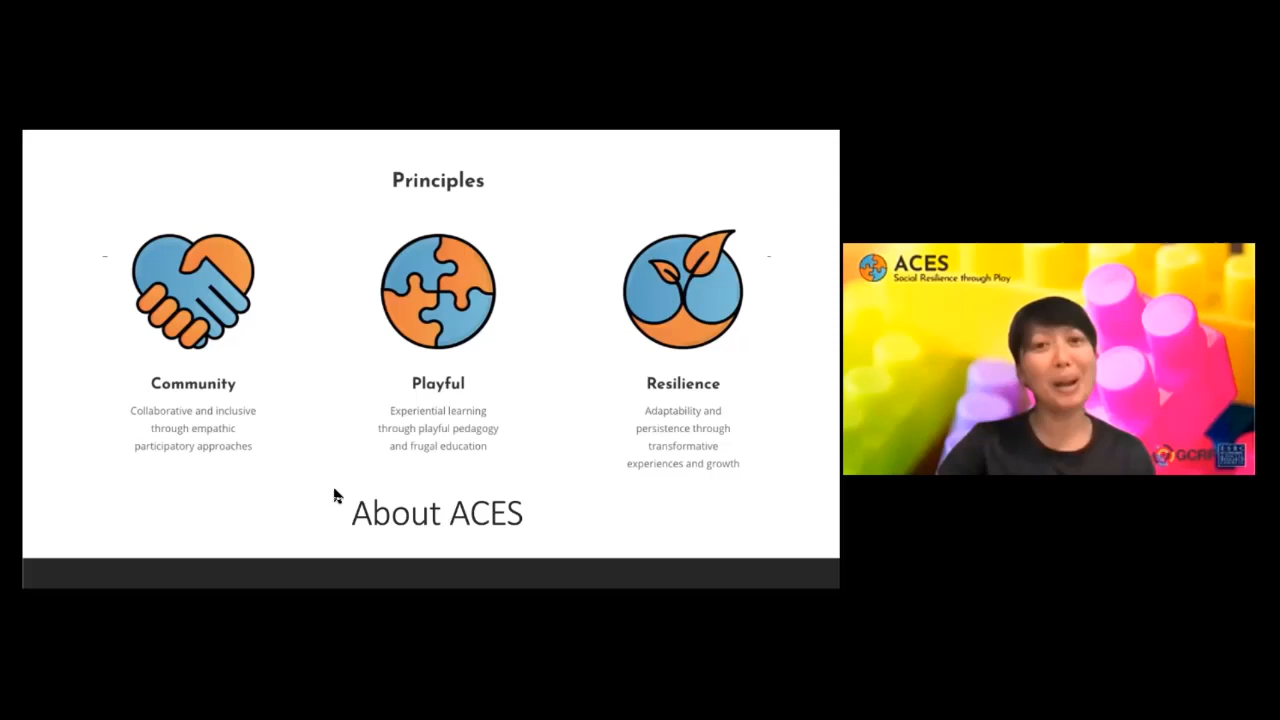 Principles
Community
Collaborative and inclusive
through empathic
participatory approaches
Playful
Experiential learning
through playful pedagogy
and frugal education
Resilience
Adaptability and
persistence through
transformative
experiences and growth
About ACES
ACES
Social Resilience through Play